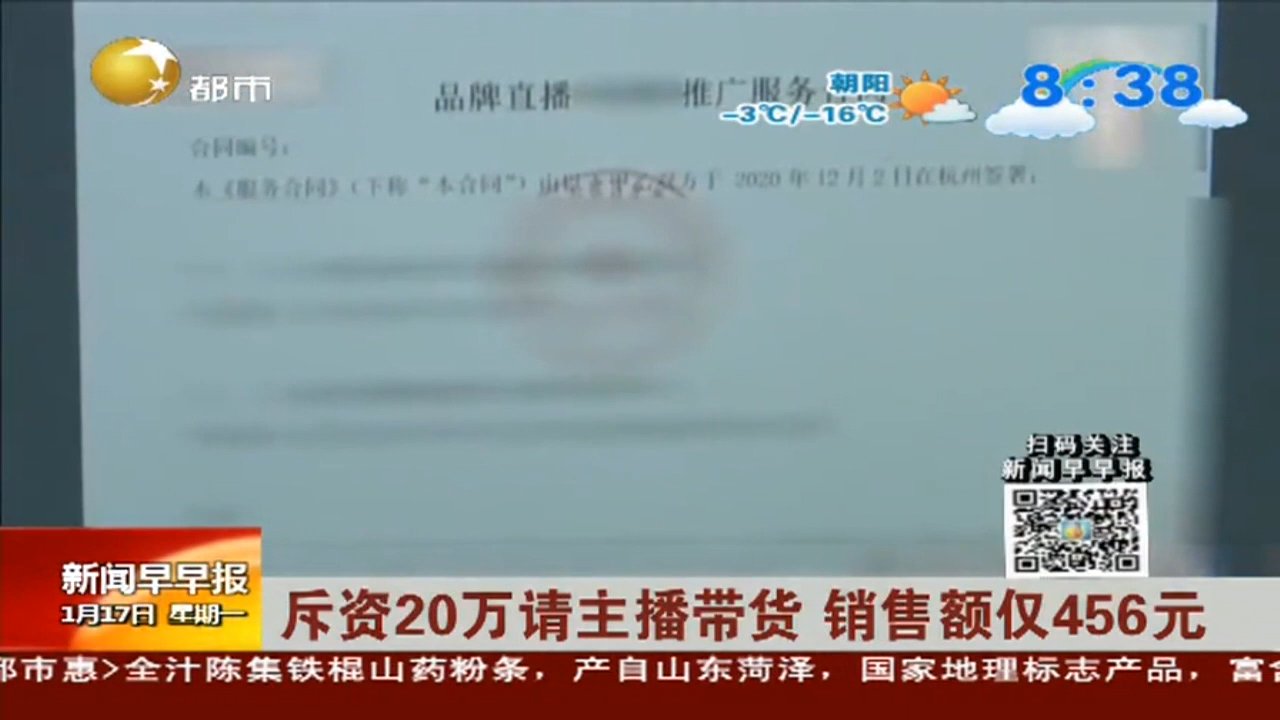 都市
品牌直播
推广服务合同
朝阳
-3℃/-16℃
8:38
合同编号:
本《服务合同》(下称“本合同”)由
双方于 2020 年 12 月 2 日在杭州签署:
扫码关注
新闻早早报
新闻早早报
1月17日 星期一
斥资20万请主播带货 销售额仅456元
都市惠>全汁陈集铁棍山药粉条，产自山东菏泽，国家地理标志产品，富含